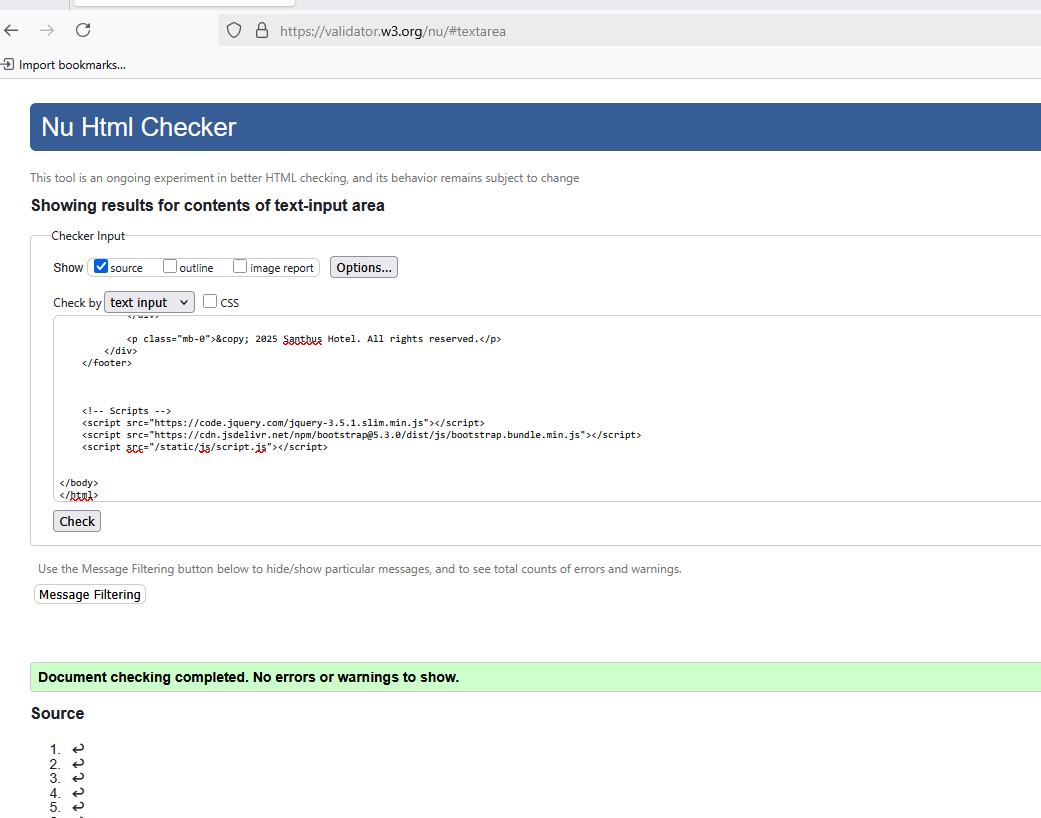 https://validator.w3.org/nu/#textarea
Import bookmarks...
Nu Html Checker
This tool is an ongoing experiment in better HTML checking, and its behavior remains subject to change
Showing results for contents of text-input area
Checker Input
Show source outline image report Options...
Check by text input CSS
<p class="mb-0">&copy; 2025 Santhus Hotel. All rights reserved.</p>
</div>
</footer>
<!-- Scripts -->
<script src="https://code.jquery.com/jquery-3.5.1.slim.min.js"></script>
<script src="https://cdn.jsdelivr.net/npm/bootstrap@5.3.0/dist/js/bootstrap.bundle.min.js"></script>
<script src="/static/js/script.js"></script>
</body>
</html>
Check
Use the Message Filtering button below to hide/show particular messages, and to see total counts of errors and warnings.
Message Filtering
Document checking completed. No errors or warnings to show.
Source
1. ↩
2. ↩
3. ↩
4. ↩
5. ↩